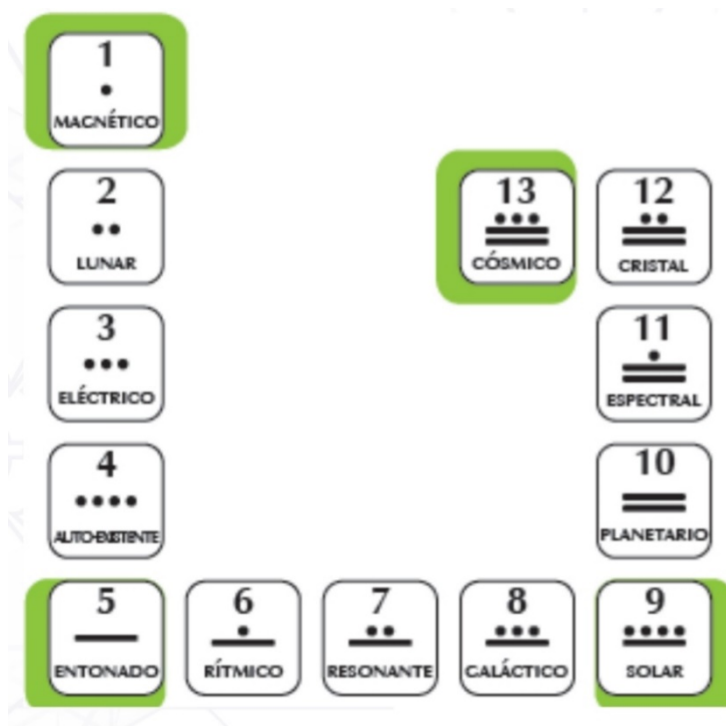 1
MAGNÉTICO
2
LUNAR
3
ELÉCTRICO
4
AUTO-EXISTENTE
5
ENTONADO
6
RÍTMICO
7
RESONANTE
8
GALÁCTICO
9
SOLAR
10
PLANETARIO
11
ESPECTRAL
12
CRISTAL
13
CÓSMICO